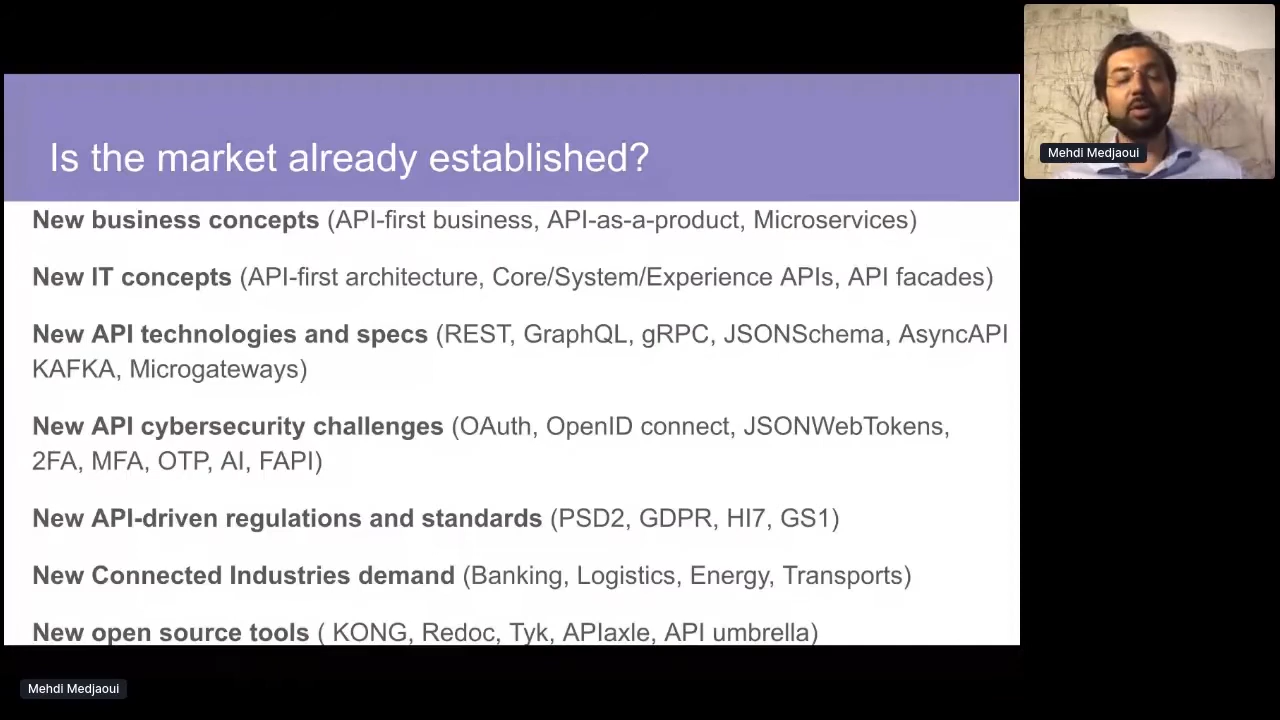 Is the market already established?
New business concepts (API-first business, API-as-a-product, Microservices)
New IT concepts (API-first architecture, Core/System/Experience APIs, API facades)
New API technologies and specs (REST, GraphQL, gRPC, JSONSchema, AsyncAPI
KAFKA, Microgateways)
New API cybersecurity challenges (OAuth, OpenID connect, JSONWebTokens,
2FA, MFA, OTP, AI, FAPI)
New API-driven regulations and standards (PSD2, GDPR, Hl7, GS1)
New Connected Industries demand (Banking, Logistics, Energy, Transports)
New open source tools ( KONG, Redoc, Tyk, APIaxle, API umbrella)
Mehdi Medjaoui
Mehdi Medjaoui